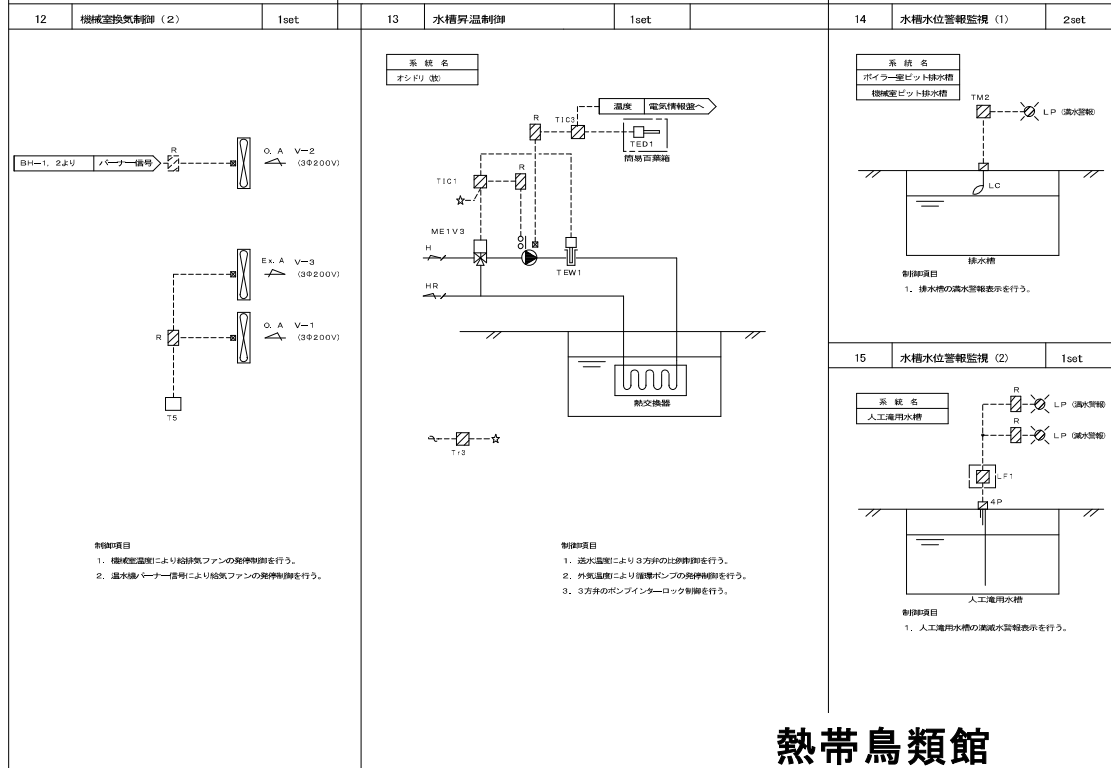 12 機械室換気制御（2） 1set
BH－1，2より バーナー信号
R
O. A V－2
(3Φ200V)
Ex. A V－3
(3Φ200V)
O. A V－1
(3Φ200V)
R
T5
制御項目
1. 機械室温度により給排気ファンの発停制御を行う。
2. 温水機バーナー信号により給気ファンの発停制御を行う。
13 水槽昇温制御 1set
系 統 名
オシドリ（放）
温度 電気情報盤へ
R
TIC3
TED1
簡易百葉箱
R
TIC1
ME1V3
H
TEW1
HR
熱交換器
Tr3
制御項目
1. 送水温度により3方弁の比例制御を行う。
2. 外気温度により循環ポンプの発停制御を行う。
3. 3方弁のポンプインターロック制御を行う。
14 水槽水位警報監視（1） 2set
系 統 名
ボイラー室ピット排水槽
機械室ピット排水槽
TM2
LP（満水警報）
LC
排水槽
制御項目
1. 排水槽の満水警報表示を行う。
15 水槽水位警報監視（2） 1set
系 統 名
人工滝用水槽
R
LP（満水警報）
R
LP（減水警報）
LF1
4P
人工滝用水槽
制御項目
1. 人工滝用水槽の満減水警報表示を行う。
熱帯鳥類館